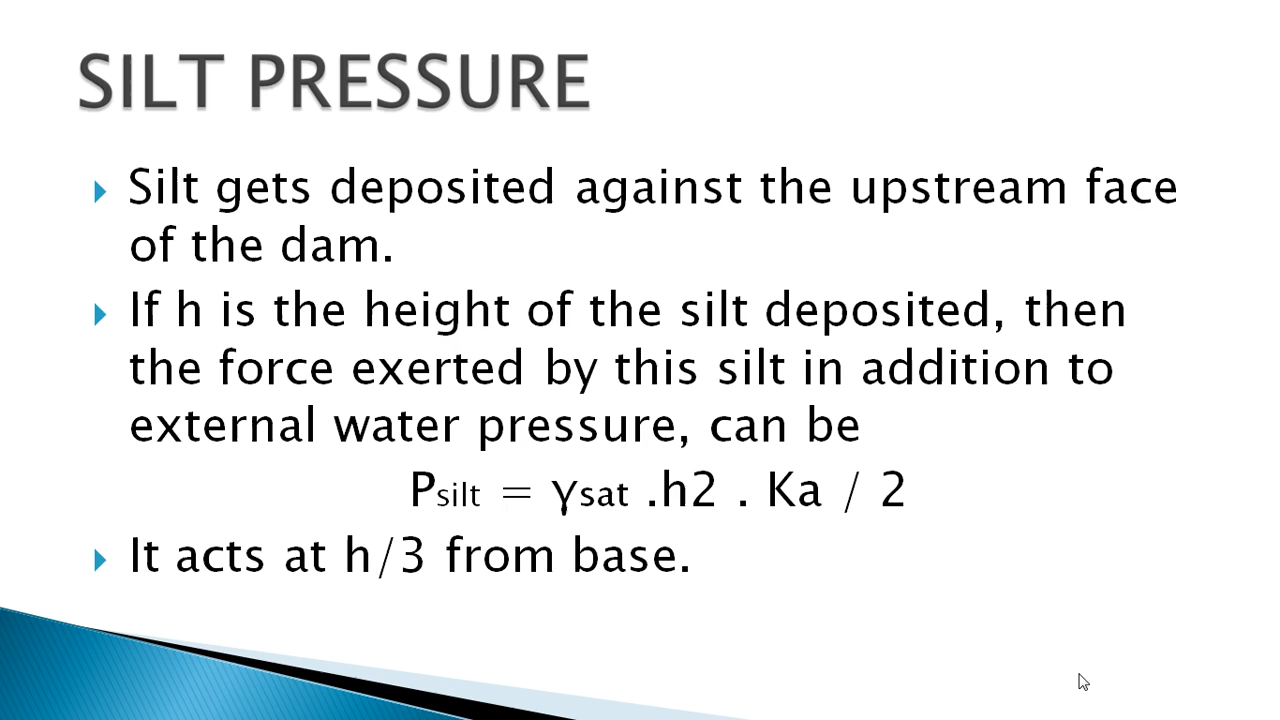 SILT PRESSURE
Silt gets deposited against the upstream face
of the dam.
If h is the height of the silt deposited, then
the force exerted by this silt in addition to
external water pressure, can be
Psilt = γsat .h2 . Ka / 2
It acts at h/3 from base.